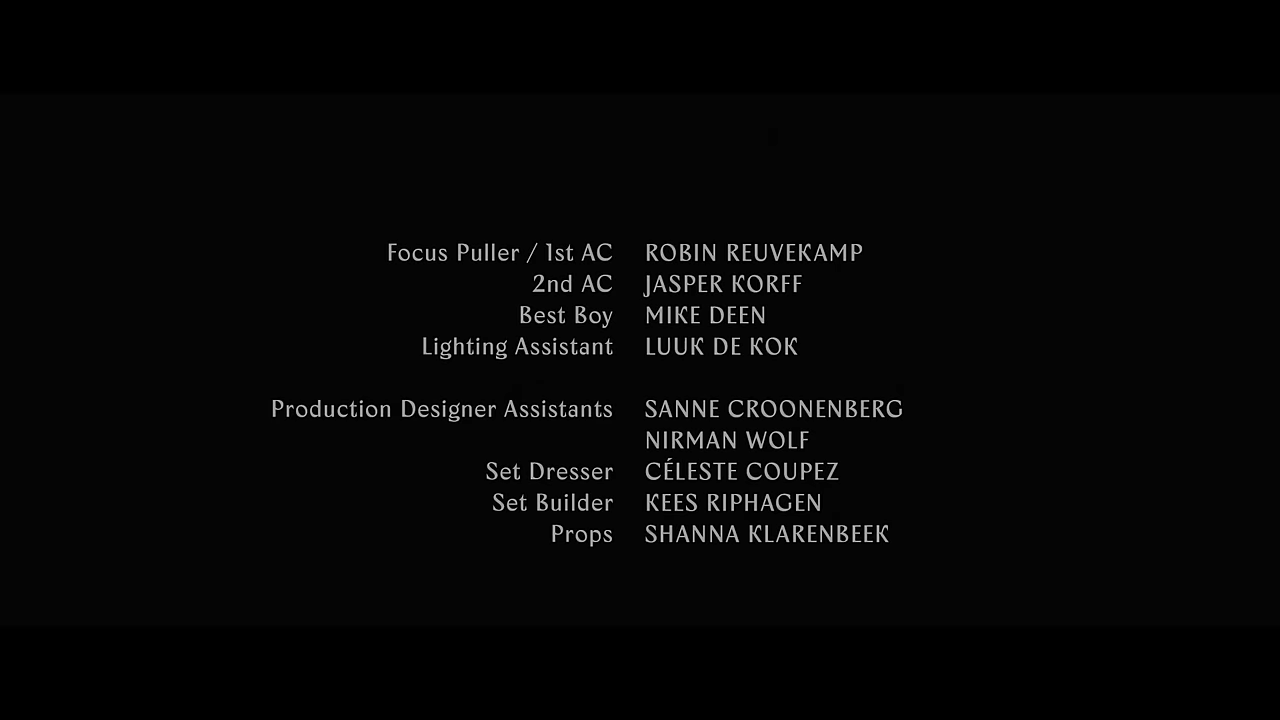 Focus Puller / 1st AC ROBIN REUVEKAMP
2nd AC JASPER KORFF
Best Boy MIKE DEEN
Lighting Assistant LUUK DE KOK
Production Designer Assistants SANNE CROONENBERG
NIRMAN WOLF
Set Dresser CÉLESTE COUPEZ
Set Builder KEES RIPHAGEN
Props SHANNA KLARENBEEK